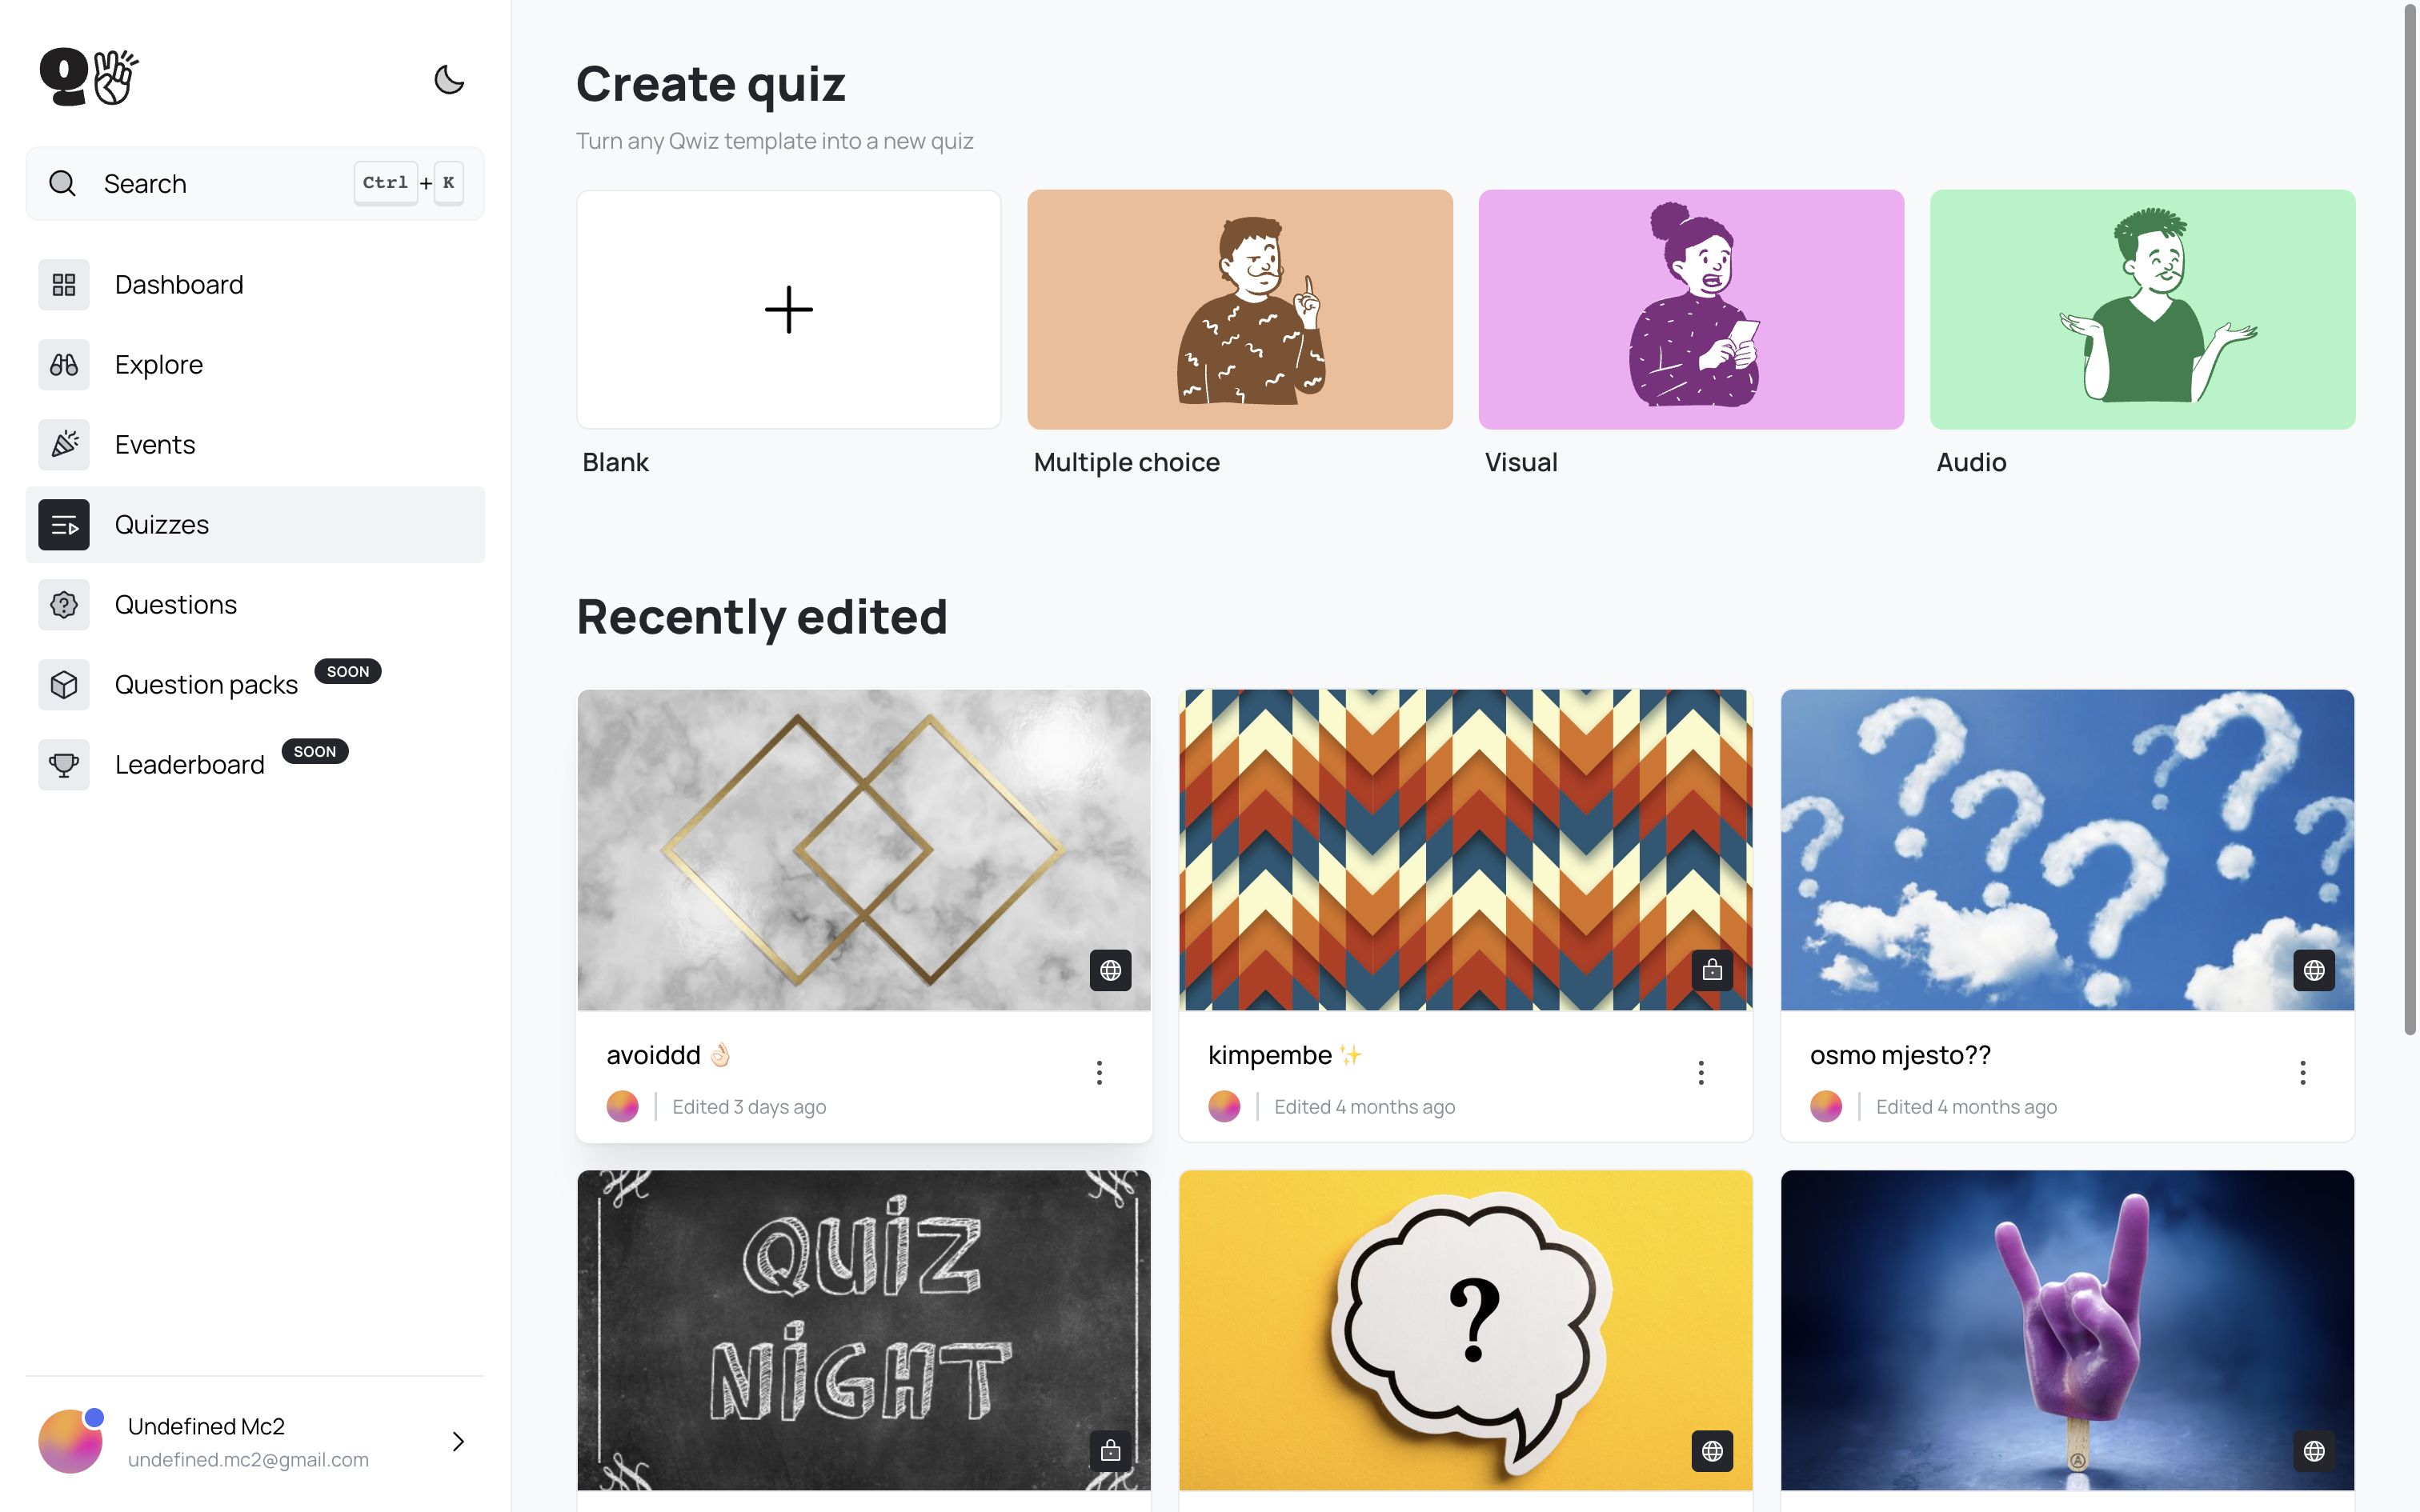 Q
Search Ctrl + K
Dashboard
Explore
Events
Quizzes
Questions
Question packs SOON
Leaderboard SOON
Undefined Mc2
undefined.mc2@gmail.com
Create quiz
Turn any Qwiz template into a new quiz
Blank
Multiple choice
Visual
Audio
Recently edited
avoiddd 👌🏻
Edited 3 days ago
kimpembe ✨
Edited 4 months ago
osmo mjesto??
Edited 4 months ago
QUIZ
NIGHT
?
A